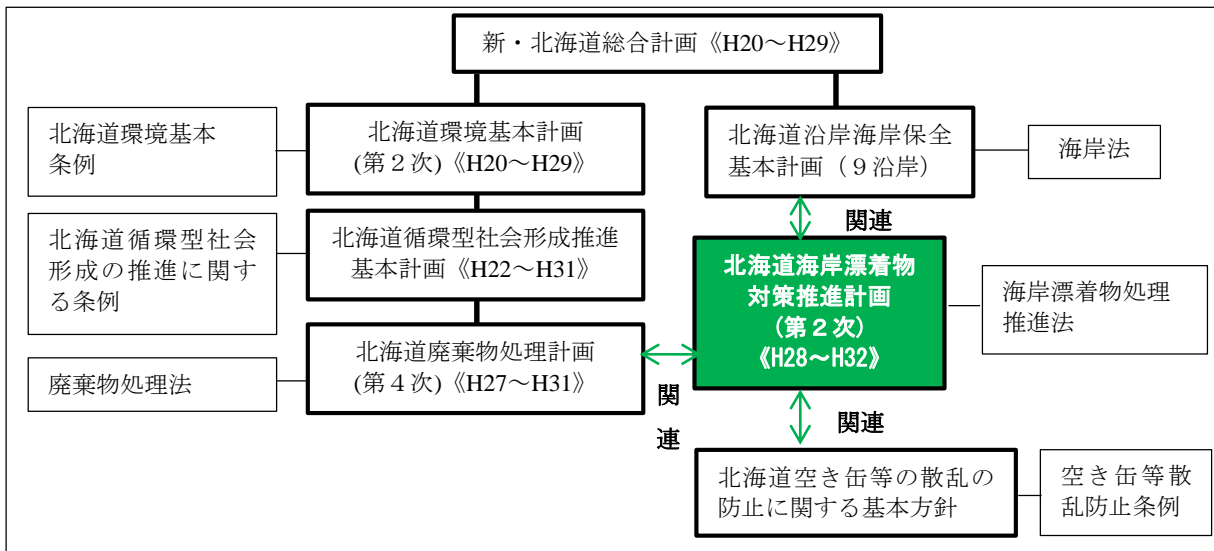 新・北海道総合計画《H20～H29》
北海道環境基本
条例
北海道環境基本計画
(第２次)《H20～H29》
北海道沿岸海岸保全
基本計画（９沿岸）
海岸法
北海道循環型社会
形成の推進に関す
る条例
北海道循環型社会形成推進
基本計画《H22～H31》
関連
北海道海岸漂着物
対策推進計画
(第２次)
《H28～H32》
海岸漂着物処理
推進法
廃棄物処理法
北海道廃棄物処理計画
(第４次)《H27～H31》
関
連
関連
北海道空き缶等の散乱の
防止に関する基本方針
空き缶等散
乱防止条例